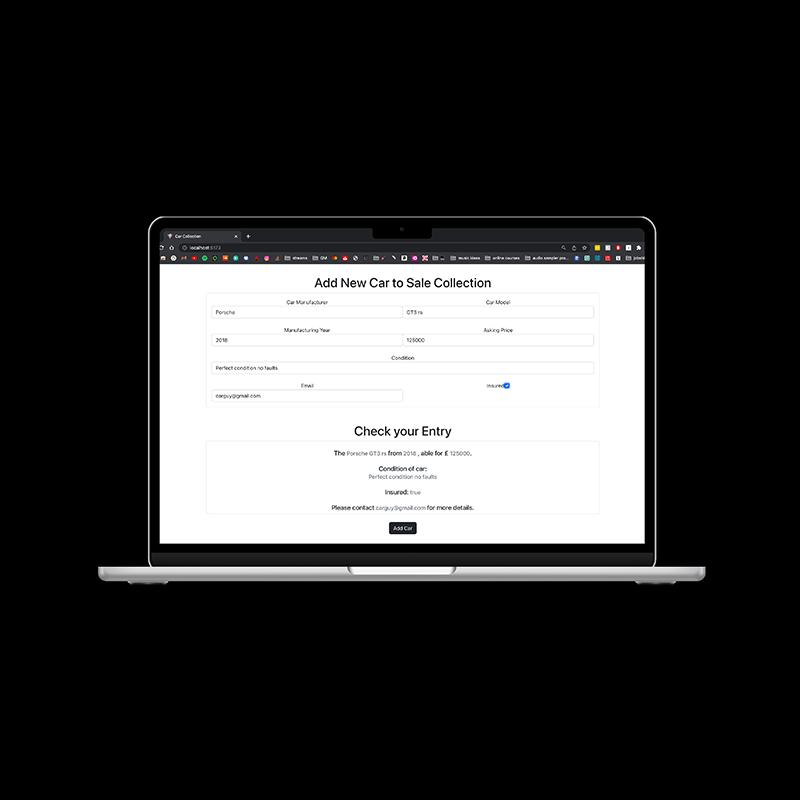 Car Collection
localhost:5173
streams GM music ideas online courses audio sampler pro...
Add New Car to Sale Collection
Car Manufacturer Car Model
Porsche GT3 rs
Manufacturing Year Asking Price
2018 125000
Condition
Perfect condition no faults
Email Insured
carguy@gmail.com
Check your Entry
The Porsche GT3 rs from 2018 , able for £ 125000.
Condition of car:
Perfect condition no faults
Insured: true
Please contact carguy@gmail.com for more details.
Add Car